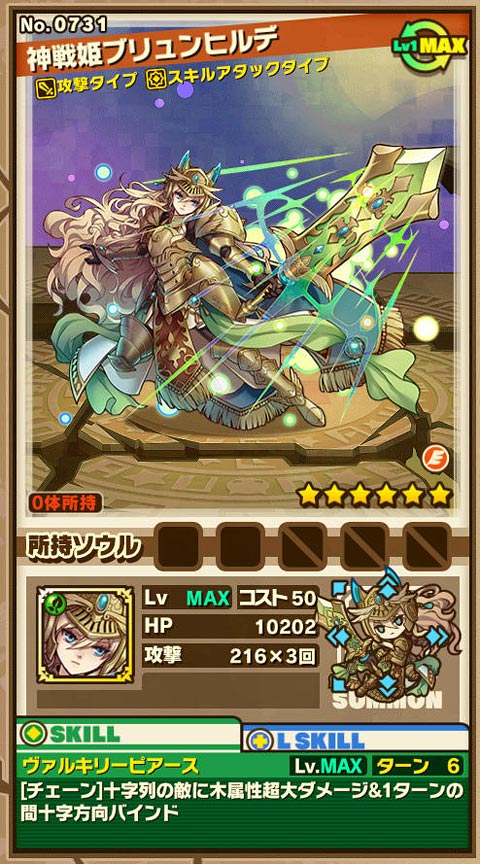 No.0731
神戦姫ブリュンヒルデ
Lv1 MAX
攻撃タイプ スキルアタックタイプ
E
0体所持
所持ソウル
Lv MAX コスト 50
HP 10202
攻撃 216×3回
SUMMON
SKILL
L SKILL
ヴァルキリーピアース Lv.MAX ターン 6
[チェーン]十字列の敵に木属性超大ダメージ&1ターンの
間十字方向バインド